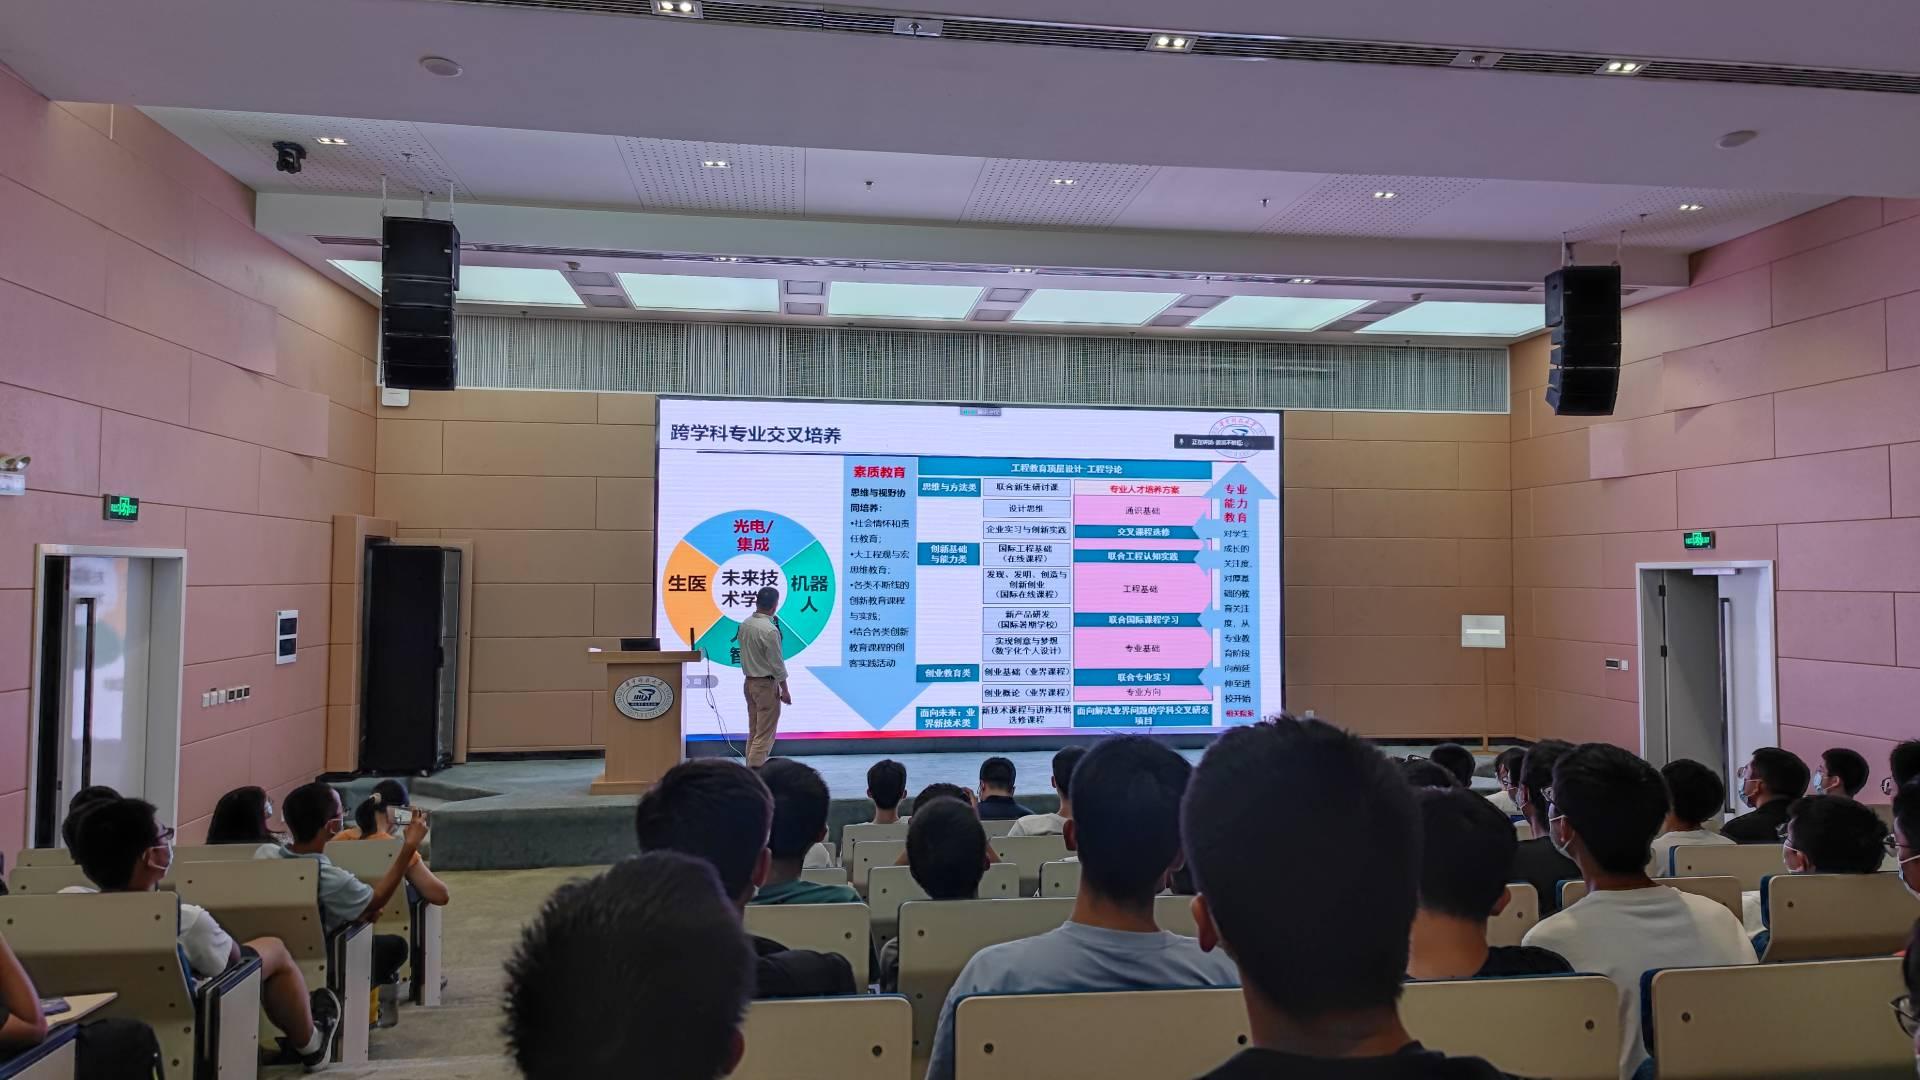 跨学科专业交叉培养
光电/
集成
生医
未来技
术学
机器
人
素质教育
思维与视野协
同培养:
•社会情怀和责
任教育;
•大工程观与宏
思维教育;
•各类不断线的
创新教育课程
与实践;
•结合各类创新
教育课程的创
客实践活动
工程教育顶层设计-工程导论
思维与方法类
创新基础
与能力类
创业教育类
面向未来:业
界新技术类
联合新生研讨课
设计思维
企业实习与创新实践
国际工程基础
(在线课程)
发现、发明、创造与
创新创业
(国际在线课程)
新产品研发
(国际暑期学校)
实现创意与梦想
(数字化个人设计)
创业基础(业界课程)
创业概论(业界课程)
新技术课程与讲座其他
选修课程
专业人才培养方案
通识基础
交叉课程选修
联合工程认知实践
工程基础
联合国际课程学习
专业基础
联合专业实习
专业方向
面向解决业界问题的学科交叉研发
项目
专业
能力
教育
对学生
成长的
关注度,
对厚基
础的教
育关注
度,从
专业教
育阶段
向前延
伸至进
校开始
相关院系